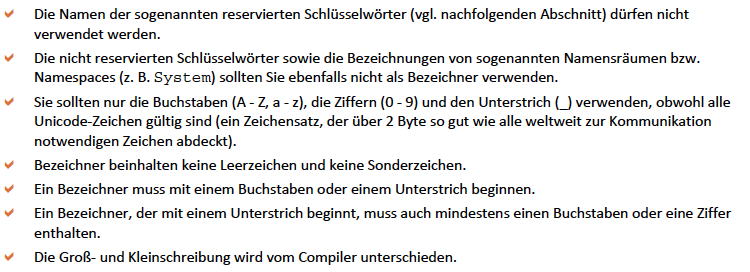 Die Namen der sogenannten reservierten Schlüsselwörter (vgl. nachfolgenden Abschnitt) dürfen nicht
verwendet werden.
Die nicht reservierten Schlüsselwörter sowie die Bezeichnungen von sogenannten Namensräumen bzw.
Namespaces (z. B. System) sollten Sie ebenfalls nicht als Bezeichner verwenden.
Sie sollten nur die Buchstaben (A - Z, a - z), die Ziffern (0 - 9) und den Unterstrich (_) verwenden, obwohl alle
Unicode-Zeichen gültig sind (ein Zeichensatz, der über 2 Byte so gut wie alle weltweit zur Kommunikation
notwendigen Zeichen abdeckt).
Bezeichner beinhalten keine Leerzeichen und keine Sonderzeichen.
Ein Bezeichner muss mit einem Buchstaben oder einem Unterstrich beginnen.
Ein Bezeichner, der mit einem Unterstrich beginnt, muss auch mindestens einen Buchstaben oder eine Ziffer
enthalten.
Die Groß- und Kleinschreibung wird vom Compiler unterschieden.